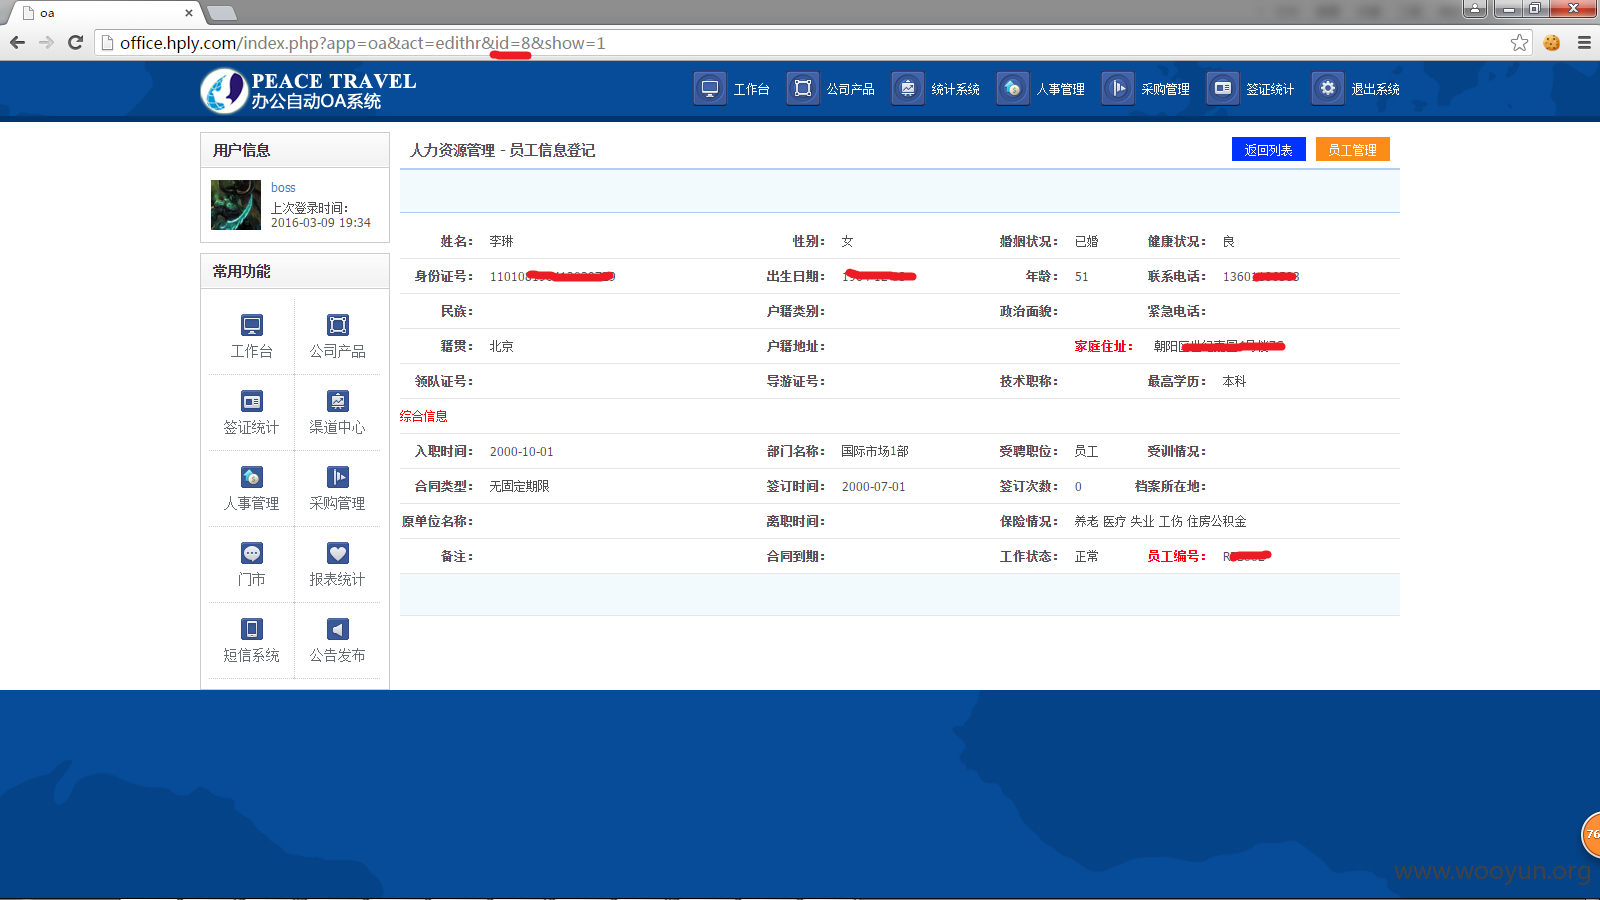 oa
office.hply.com/index.php?app=oa&act=edithr&id=8&show=1
PEACE TRAVEL
办公自动OA系统
工作台 公司产品 统计系统 人事管理 采购管理 签证统计 退出系统
用户信息
boss
上次登录时间：
2016-03-09 19:34
常用功能
工作台 公司产品
签证统计 渠道中心
人事管理 采购管理
门市 报表统计
短信系统 公告发布
人力资源管理 - 员工信息登记
返回列表 员工管理
姓名： 李琳 性别： 女 婚姻状况： 已婚 健康状况： 良
身份证号： 出生日期： 年龄： 51 联系电话：
民族： 户籍类别： 政治面貌： 紧急电话：
籍贯： 北京 户籍地址： 家庭住址： 朝阳
领队证号： 导游证号： 技术职称： 最高学历： 本科
综合信息
入职时间： 2000-10-01 部门名称： 国际市场1部 受聘职位： 员工 受训情况：
合同类型： 无固定期限 签订时间： 2000-07-01 签订次数： 0 档案所在地：
原单位名称： 离职时间： 保险情况： 养老 医疗 失业 工伤 住房公积金
备注： 合同到期： 工作状态： 正常 员工编号：
76
www.wooyun.org